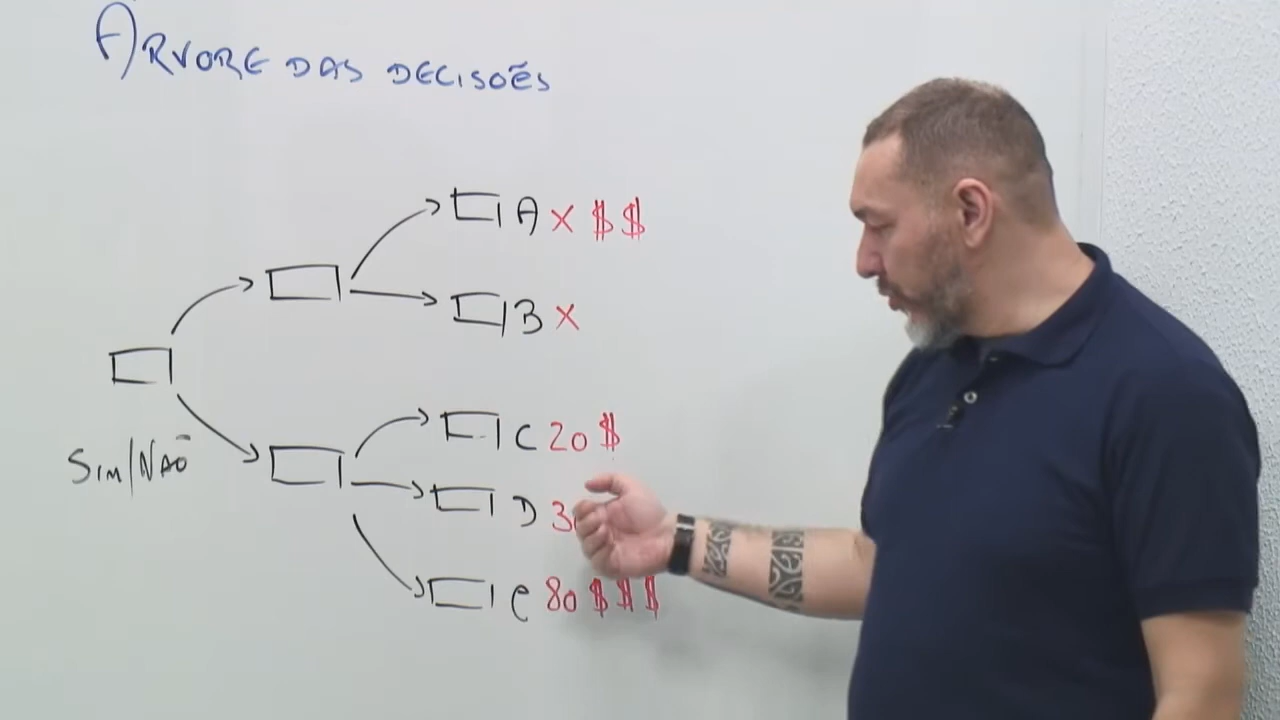 ÁRVORE DAS DECISÕES
A X $ $
B X
C 20 $
SIM/NÃO
D
e 80 $ $ $